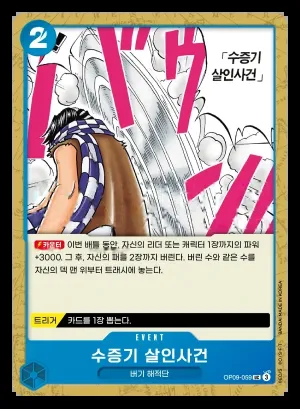 2
「수증기
살인사건」
카운터 이번 배틀 동안, 자신의 리더 또는 캐릭터 1장까지의 파워
+3000. 그 후, 자신의 패를 2장까지 버린다. 버린 수와 같은 수를
자신의 덱 맨 위부터 트래시에 놓는다.
트리거 카드를 1장 뽑는다.
EVENT
수증기 살인사건
버기 해적단
OP09-059 UC 3